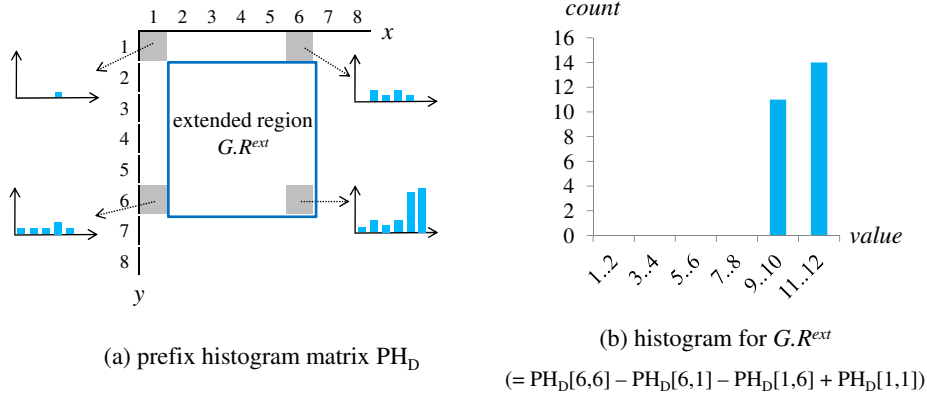 1 2 3 4 5 6 7 8 x
1
2
3
4
5
6
7
8
y
extended region
G.R^ext
(a) prefix histogram matrix PH_D
count
16
14
12
10
8
6
4
2
0
value
1..2 3..4 5..6 7..8 9..10 11..12
(b) histogram for G.R^ext
(= PH_D[6,6] – PH_D[6,1] – PH_D[1,6] + PH_D[1,1])